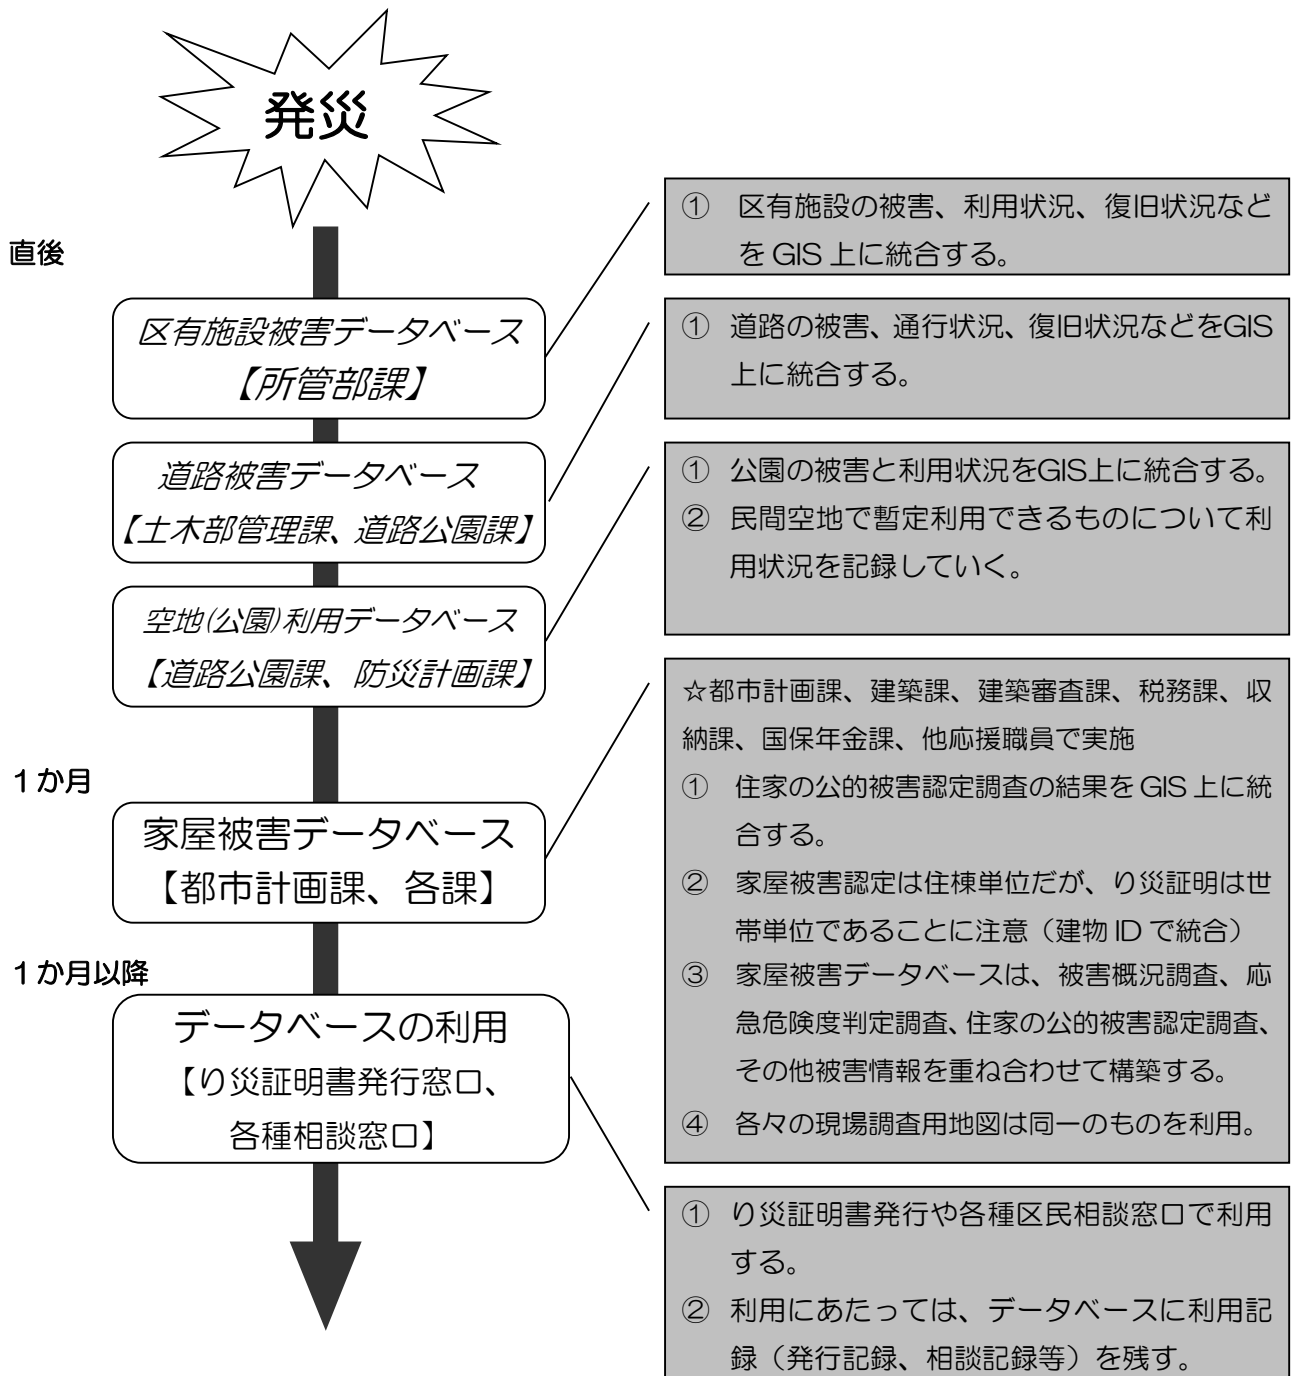 発災
直後
区有施設被害データベース
【所管部課】
① 区有施設の被害、利用状況、復旧状況など
を GIS 上に統合する。
道路被害データベース
【土木部管理課、道路公園課】
① 道路の被害、通行状況、復旧状況などをGIS
上に統合する。
空地(公園)利用データベース
【道路公園課、防災計画課】
① 公園の被害と利用状況をGIS上に統合する。
② 民間空地で暫定利用できるものについて利
用状況を記録していく。
1か月
家屋被害データベース
【都市計画課、各課】
☆都市計画課、建築課、建築審査課、税務課、収
納課、国保年金課、他応援職員で実施
① 住家の公的被害認定調査の結果を GIS 上に統
合する。
② 家屋被害認定は住棟単位だが、り災証明は世
帯単位であることに注意（建物 ID で統合）
③ 家屋被害データベースは、被害概況調査、応
急危険度判定調査、住家の公的被害認定調査、
その他被害情報を重ね合わせて構築する。
④ 各々の現場調査用地図は同一のものを利用。
1か月以降
データベースの利用
【り災証明書発行窓口、
各種相談窓口】
① り災証明書発行や各種区民相談窓口で利用
する。
② 利用にあたっては、データベースに利用記
録（発行記録、相談記録等）を残す。